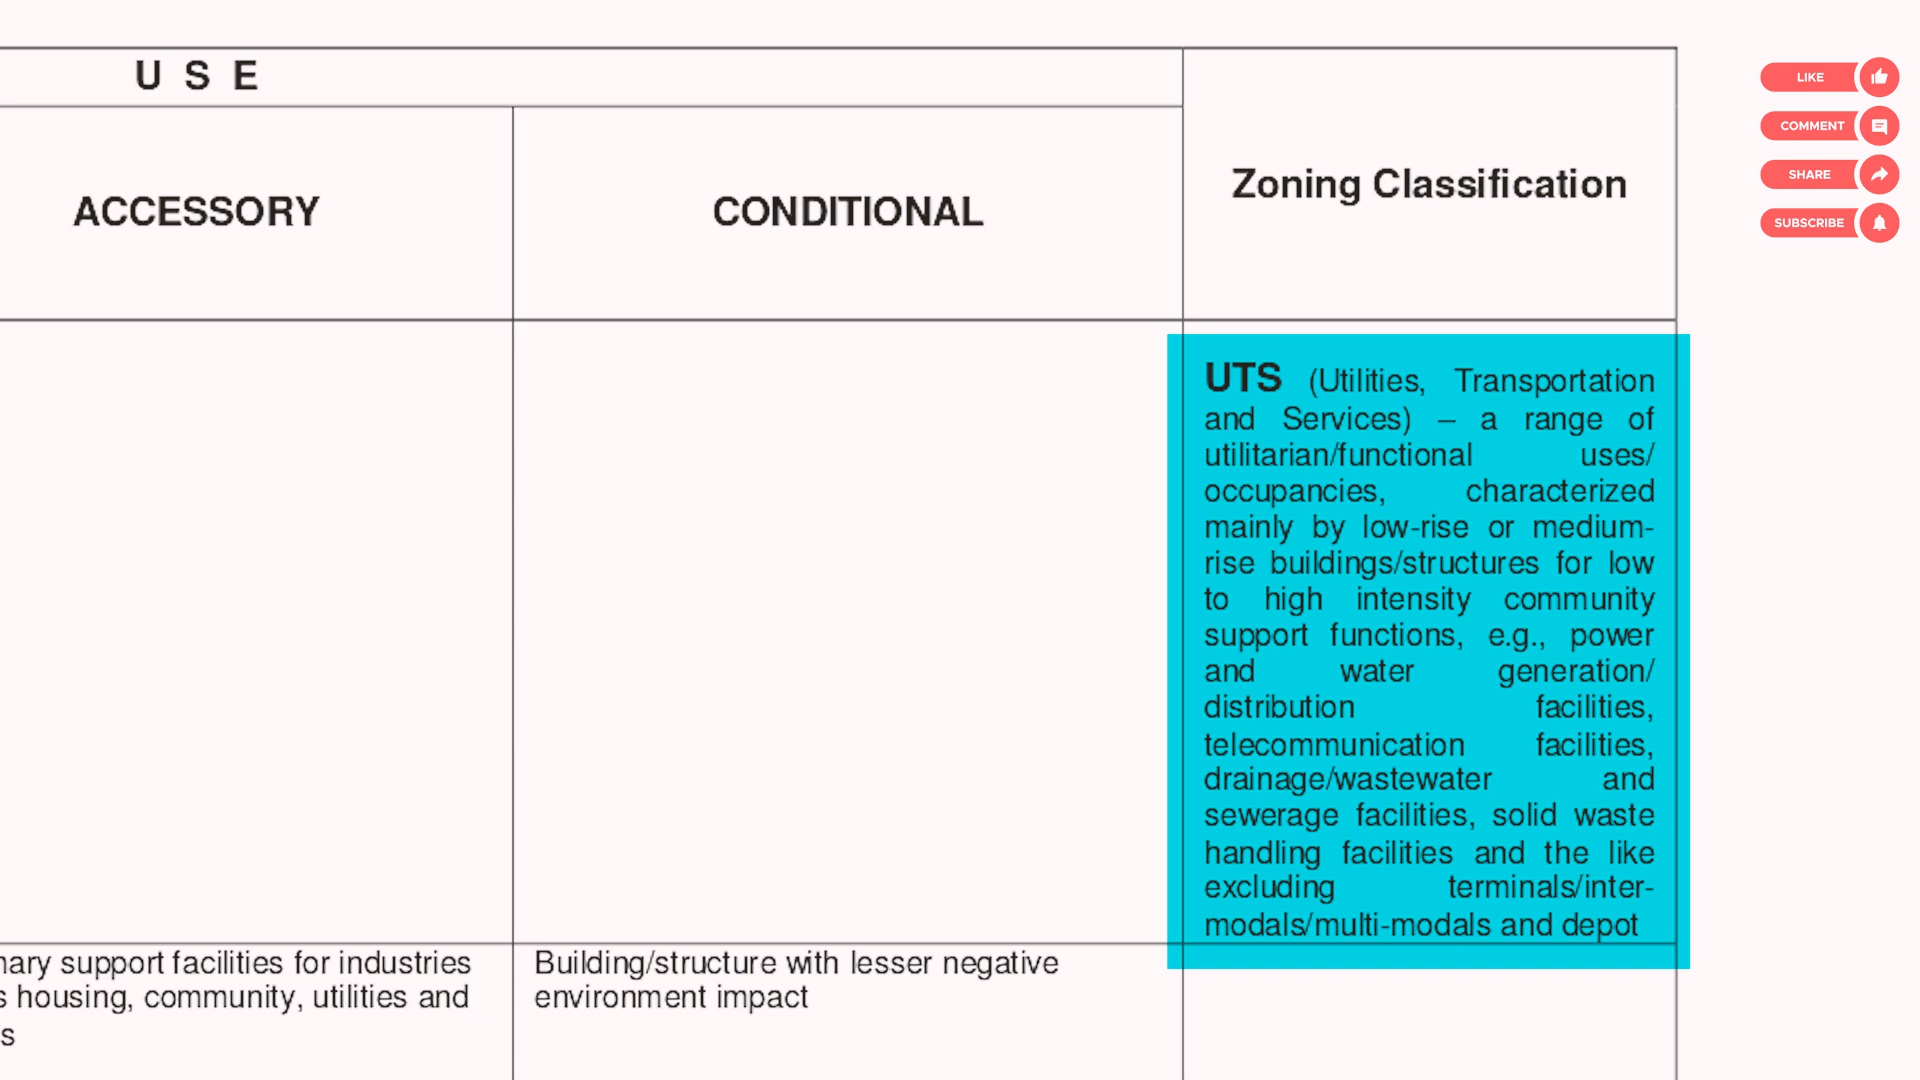 U S E
ACCESSORY
CONDITIONAL
Zoning Classification
LIKE
COMMENT
SHARE
SUBSCRIBE
UTS (Utilities, Transportation
and Services) – a range of
utilitarian/functional uses/
occupancies, characterized
mainly by low-rise or medium-
rise buildings/structures for low
to high intensity community
support functions, e.g., power
and water generation/
distribution facilities,
telecommunication facilities,
drainage/wastewater and
sewerage facilities, solid waste
handling facilities and the like
excluding terminals/inter-
modals/multi-modals and depot
support facilities for industries
housing, community, utilities and
Building/structure with lesser negative
environment impact